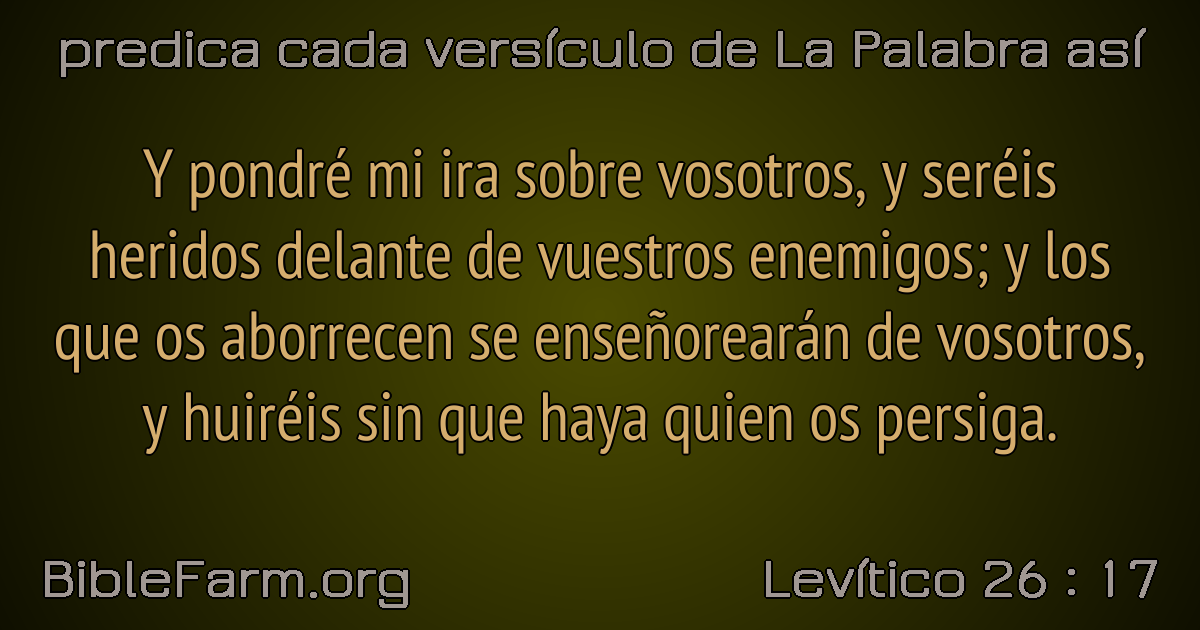 predica cada versículo de La Palabra así
Y pondré mi ira sobre vosotros, y seréis
heridos delante de vuestros enemigos; y los
que os aborrecen se enseñorearán de vosotros,
y huiréis sin que haya quien os persiga.
BibleFarm.org
Levítico 26 : 17